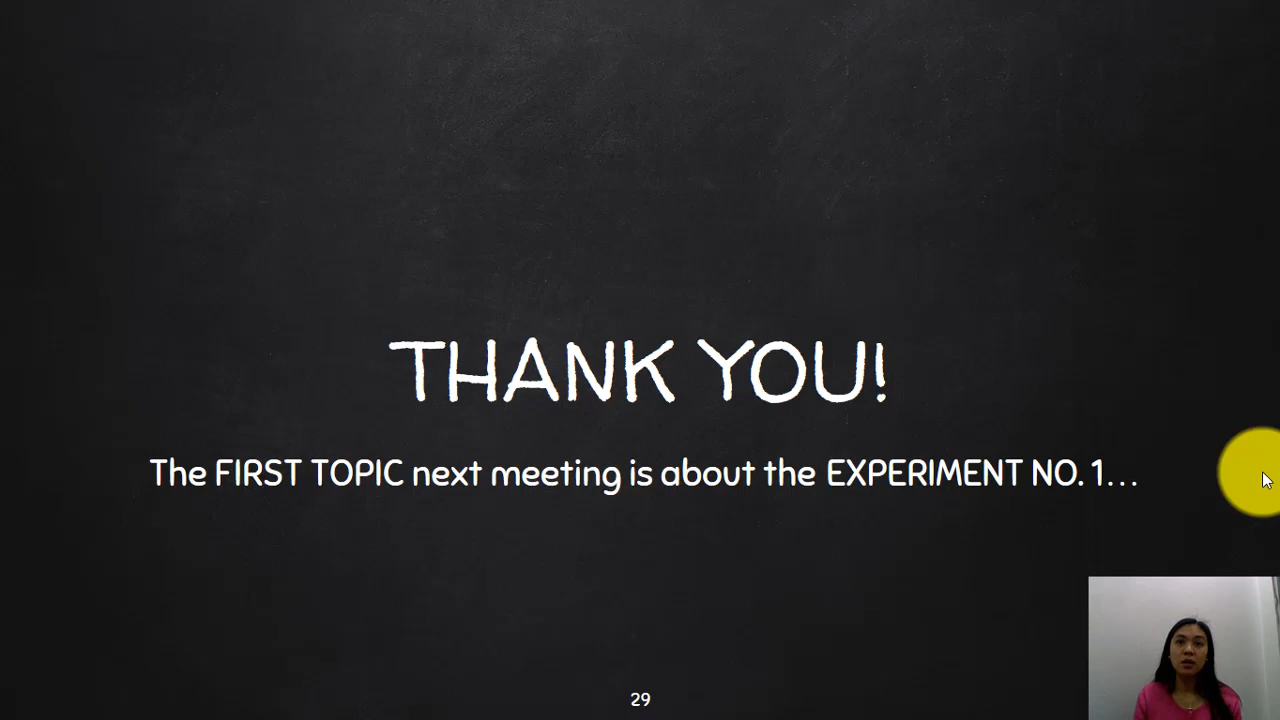 THANK YOU!
The FIRST TOPIC next meeting is about the EXPERIMENT NO. 1...
29